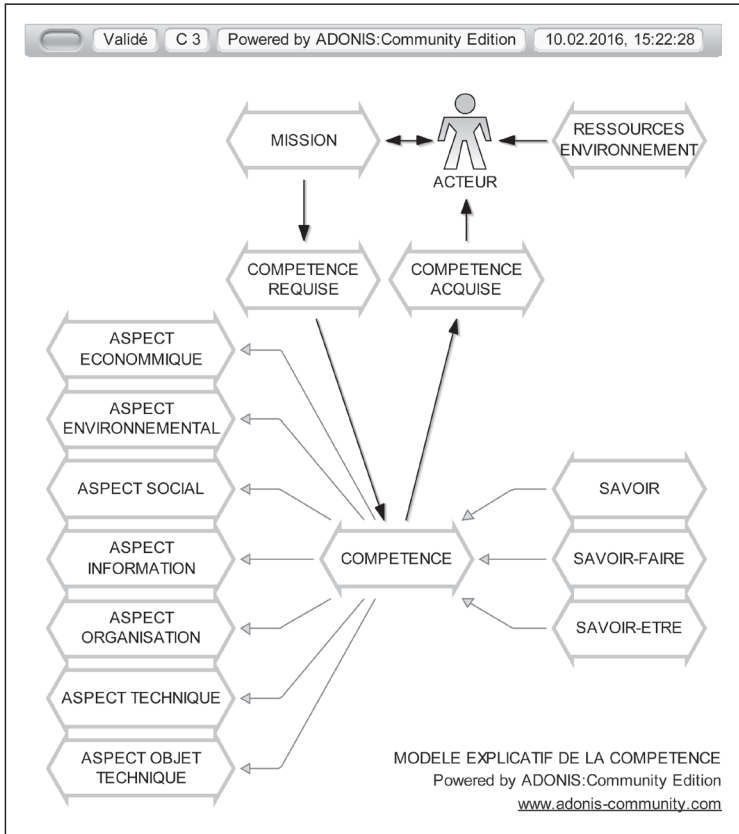 Validé C 3 Powered by ADONIS:Community Edition 10.02.2016, 15:22:28
MISSION
ACTEUR
RESSOURCES
ENVIRONNEMENT
COMPETENCE
REQUISE
COMPETENCE
ACQUISE
ASPECT
ECONOMMIQUE
ASPECT
ENVIRONNEMENTAL
ASPECT SOCIAL
ASPECT
INFORMATION
ASPECT
ORGANISATION
ASPECT TECHNIQUE
ASPECT OBJET
TECHNIQUE
COMPETENCE
SAVOIR
SAVOIR-FAIRE
SAVOIR-ETRE
MODELE EXPLICATIF DE LA COMPETENCE
Powered by ADONIS:Community Edition
www.adonis-community.com